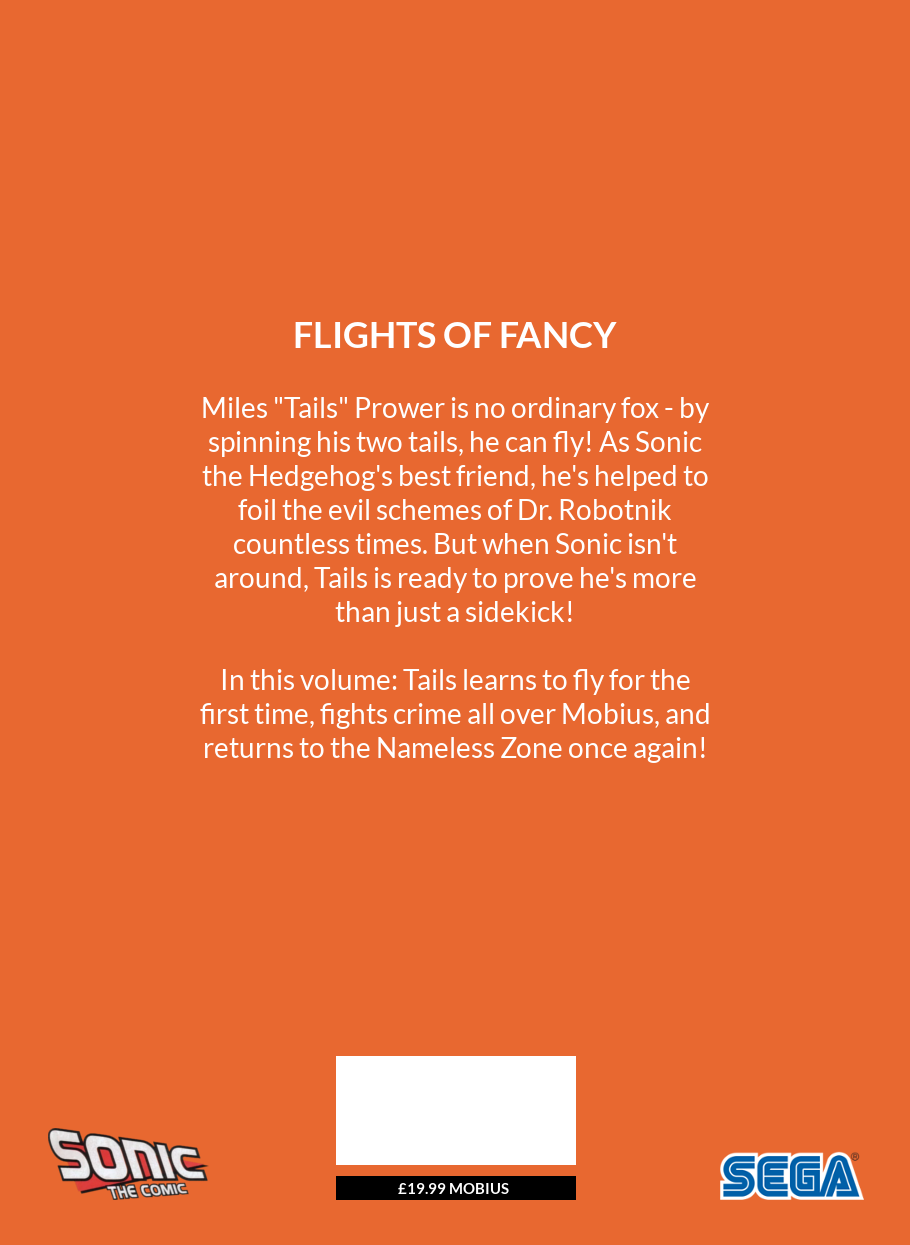 FLIGHTS OF FANCY
Miles "Tails" Prower is no ordinary fox - by
spinning his two tails, he can fly! As Sonic
the Hedgehog's best friend, he's helped to
foil the evil schemes of Dr. Robotnik
countless times. But when Sonic isn't
around, Tails is ready to prove he's more
than just a sidekick!
In this volume: Tails learns to fly for the
first time, fights crime all over Mobius, and
returns to the Nameless Zone once again!
SONIC
THE COMIC
£19.99 MOBIUS
SEGA®